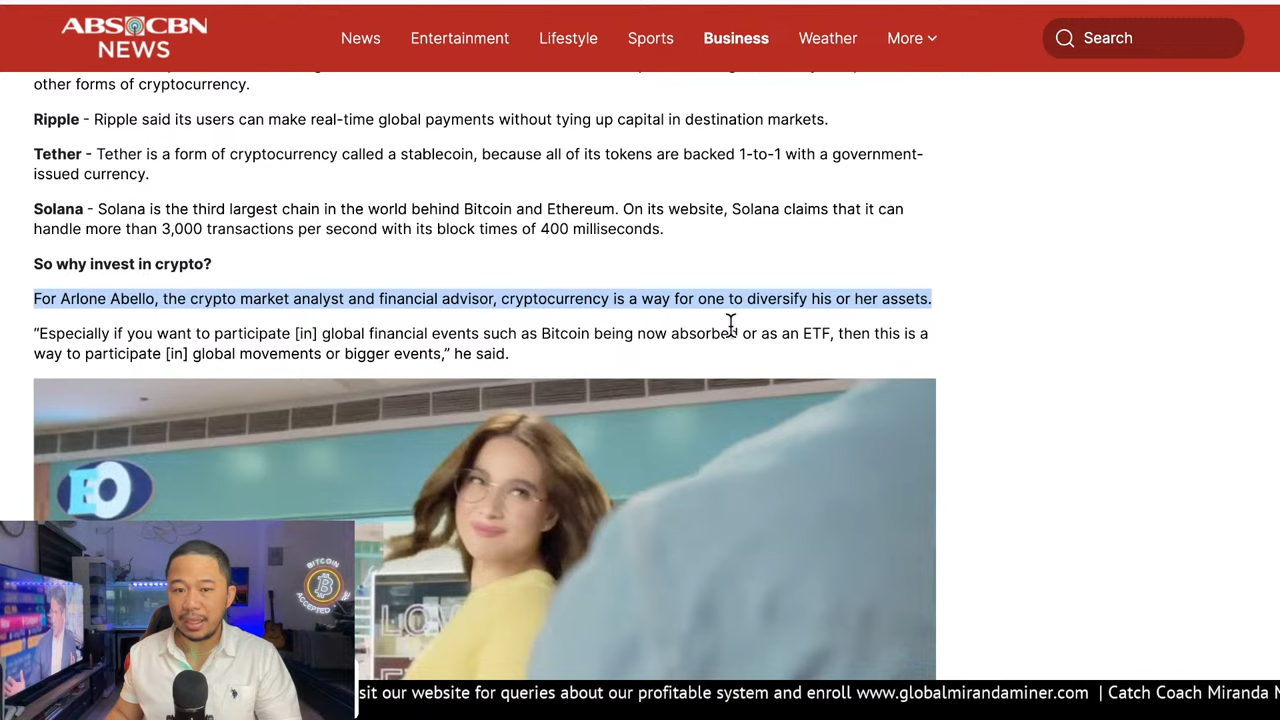 ABS CBN
NEWS
News Entertainment Lifestyle Sports Business Weather More Search
other forms of cryptocurrency.
Ripple - Ripple said its users can make real-time global payments without tying up capital in destination markets.
Tether - Tether is a form of cryptocurrency called a stablecoin, because all of its tokens are backed 1-to-1 with a government-
issued currency.
Solana - Solana is the third largest chain in the world behind Bitcoin and Ethereum. On its website, Solana claims that it can
handle more than 3,000 transactions per second with its block times of 400 milliseconds.
So why invest in crypto?
For Arlone Abello, the crypto market analyst and financial advisor, cryptocurrency is a way for one to diversify his or her assets.
“Especially if you want to participate [in] global financial events such as Bitcoin being now absorbed or as an ETF, then this is a
way to participate [in] global movements or bigger events,” he said.
EO
BITCOIN
ACCEPTED
sit our website for queries about our profitable system and enroll www.globalmirandaminer.com | Catch Coach Miranda